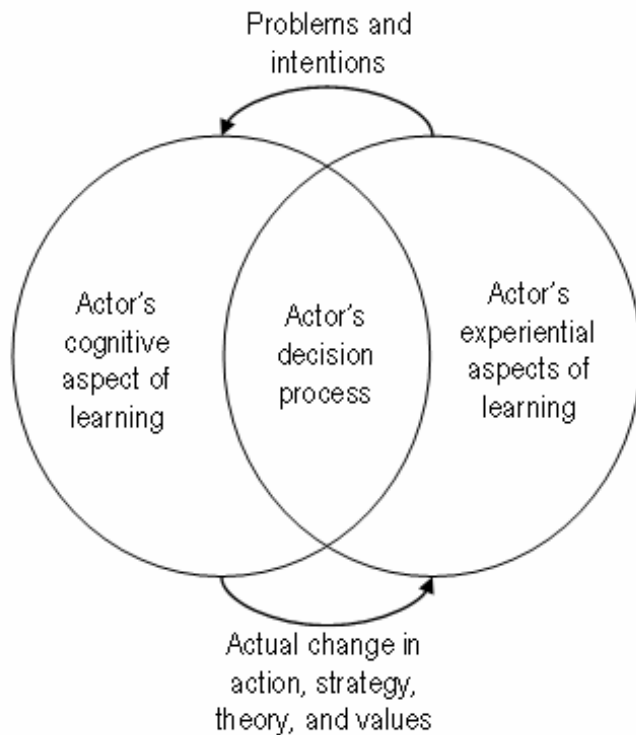 Problems and
intentions
Actor's
cognitive
aspect of
learning
Actor's
decision
process
Actor's
experiential
aspects of
learning
Actual change in
action, strategy,
theory, and values